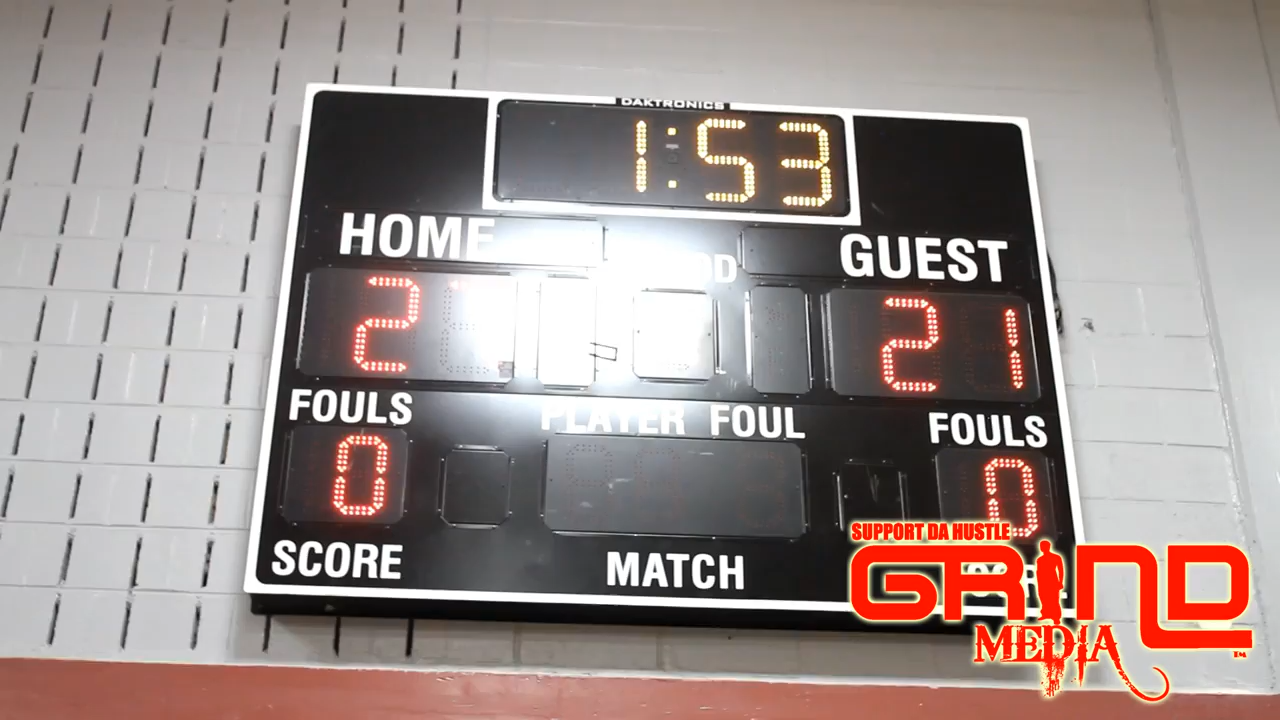 DAKTRONICS
1:53
HOME
GUEST
2
21
FOULS
PLAYER FOUL
FOULS
0
0
SCORE
MATCH
SUPPORT DA HUSTLE
GRIND
MEDIA
TM